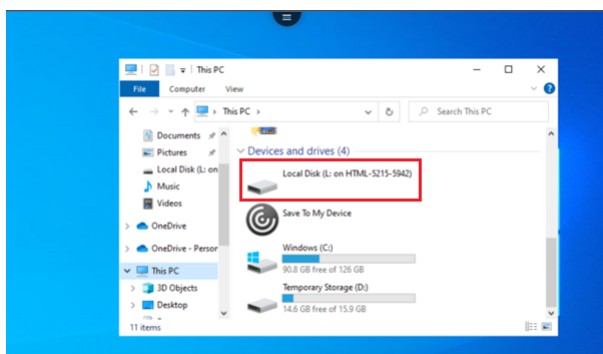 This PC
File Computer View
This PC
Search This PC
Documents
Pictures
Local Disk (L: on
Music
Videos
OneDrive
OneDrive - Person
This PC
3D Objects
Desktop
Devices and drives (4)
Local Disk (L: on HTML-5215-5942)
Save To My Device
Windows (C:)
90.8 GB free of 126 GB
Temporary Storage (D:)
14.6 GB free of 15.9 GB
11 items